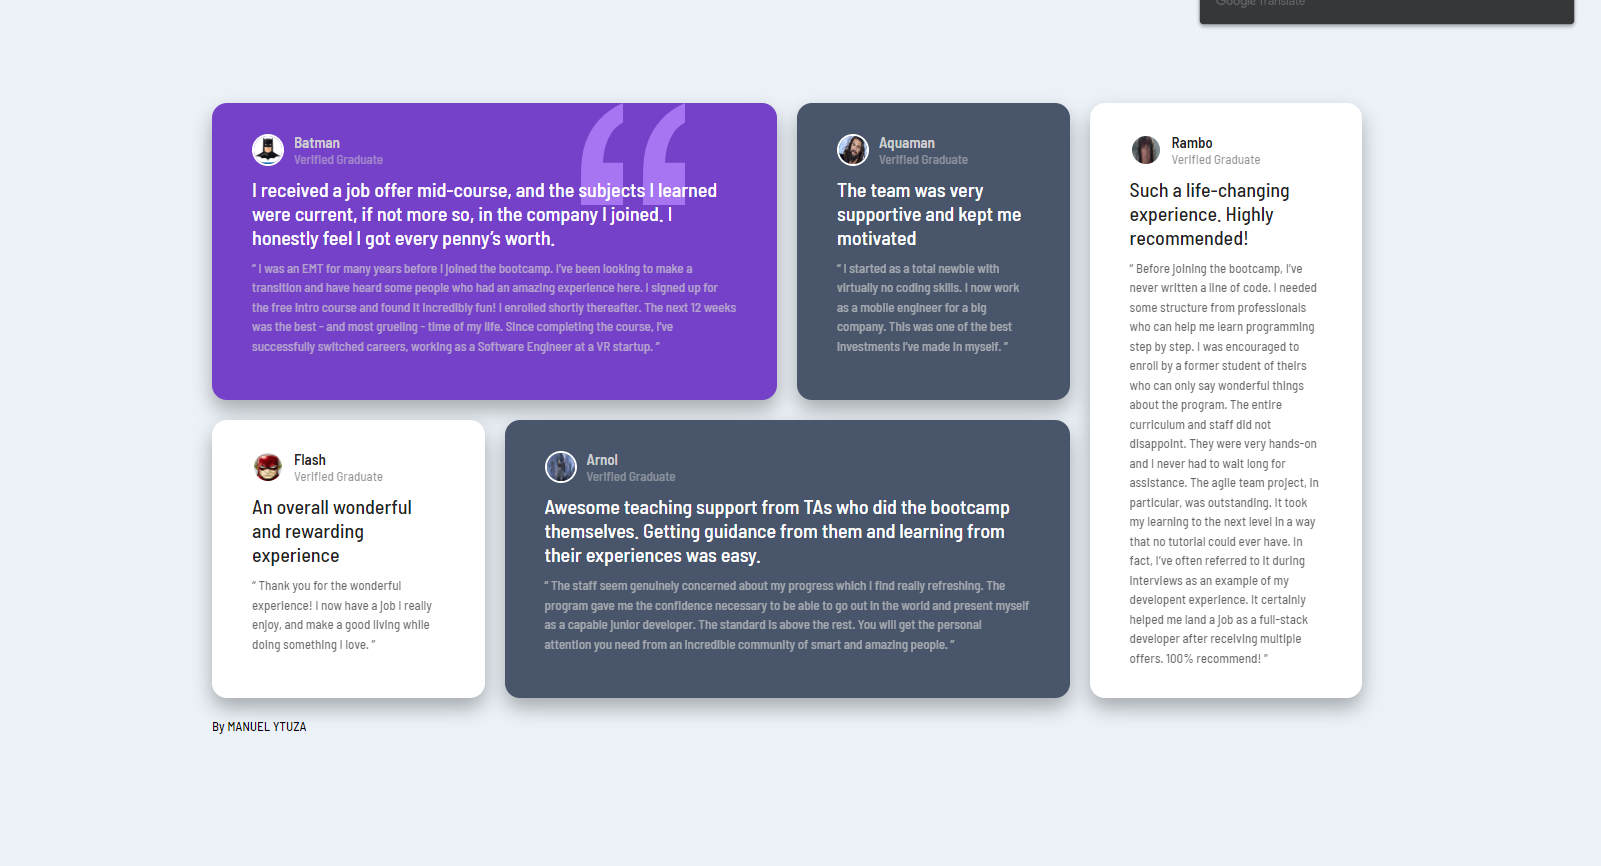 Google Translate
Batman
Verified Graduate
I received a job offer mid-course, and the subjects I learned
were current, if not more so, in the company I joined. I
honestly feel I got every penny’s worth.
“ I was an EMT for many years before I joined the bootcamp. I’ve been looking to make a
transition and have heard some people who had an amazing experience here. I signed up for
the free intro course and found it incredibly fun! I enrolled shortly thereafter. The next 12 weeks
was the best - and most grueling - time of my life. Since completing the course, I’ve
successfully switched careers, working as a Software Engineer at a VR startup. ”
Aquaman
Verified Graduate
The team was very
supportive and kept me
motivated
“ I started as a total newbie with
virtually no coding skills. I now work
as a mobile engineer for a big
company. This was one of the best
investments I’ve made in myself. ”
Rambo
Verified Graduate
Such a life-changing
experience. Highly
recommended!
“ Before joining the bootcamp, I’ve
never written a line of code. I needed
some structure from professionals
who can help me learn programming
step by step. I was encouraged to
enroll by a former student of theirs
who can only say wonderful things
about the program. The entire
curriculum and staff did not
disappoint. They were very hands-on
and I never had to wait long for
assistance. The agile team project, in
particular, was outstanding. It took
my learning to the next level in a way
that no tutorial could ever have. In
fact, I’ve often referred to it during
interviews as an example of my
developent experience. It certainly
helped me land a job as a full-stack
developer after receiving multiple
offers. 100% recommend! ”
Flash
Verified Graduate
An overall wonderful
and rewarding
experience
“ Thank you for the wonderful
experience! I now have a job I really
enjoy, and make a good living while
doing something I love. ”
Arnol
Verified Graduate
Awesome teaching support from TAs who did the bootcamp
themselves. Getting guidance from them and learning from
their experiences was easy.
“ The staff seem genuinely concerned about my progress which I find really refreshing. The
program gave me the confidence necessary to be able to go out in the world and present myself
as a capable junior developer. The standard is above the rest. You will get the personal
attention you need from an incredible community of smart and amazing people. ”
By MANUEL YTUZA